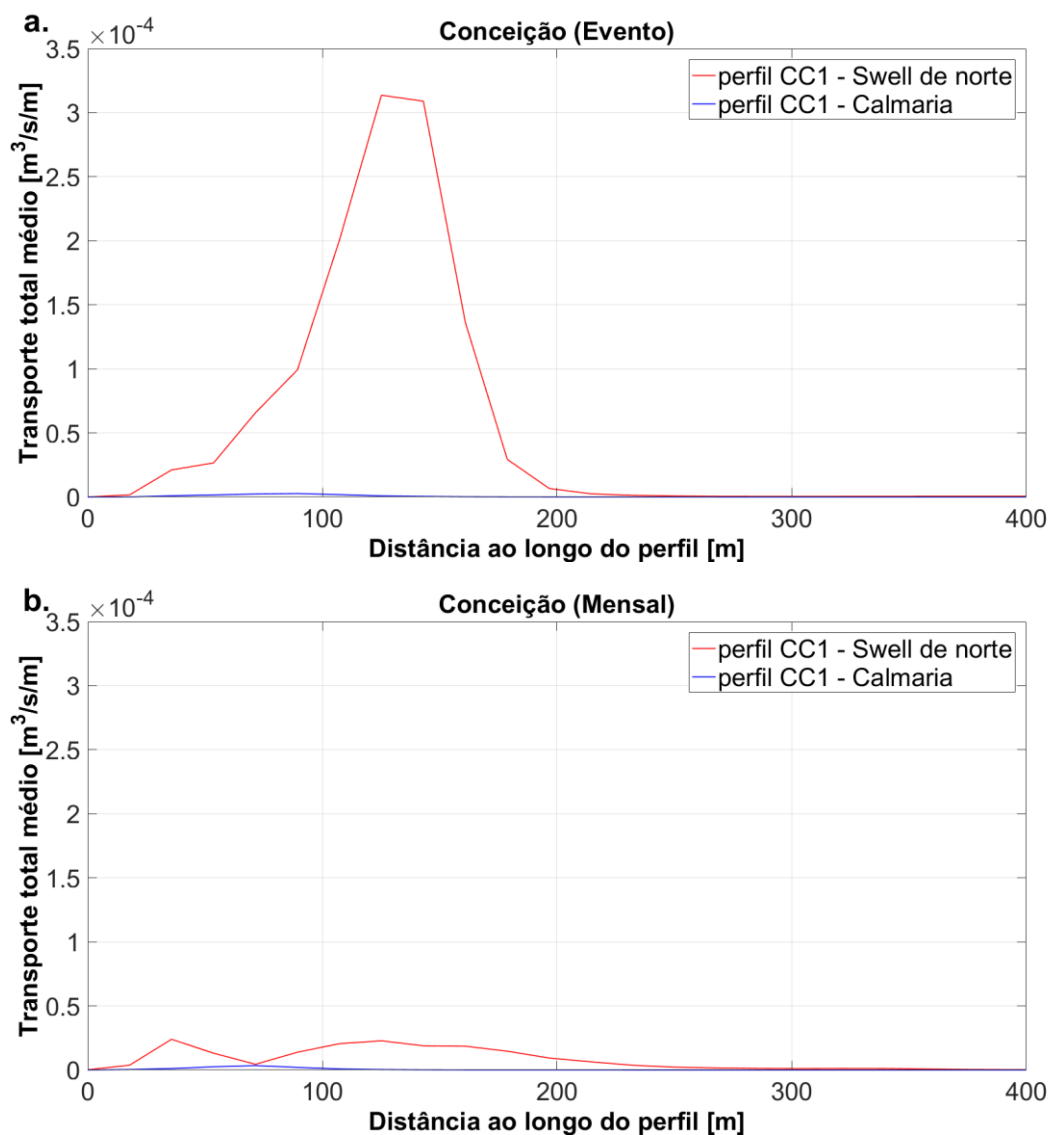 a.
×10⁻⁴
Conceição (Evento)
3.5
3
2.5
2
1.5
1
0.5
0
Transporte total médio [m³/s/m]
perfil CC1 - Swell de norte
perfil CC1 - Calmaria
0 100 200 300 400
Distância ao longo do perfil [m]
b.
×10⁻⁴
Conceição (Mensal)
3.5
3
2.5
2
1.5
1
0.5
0
Transporte total médio [m³/s/m]
perfil CC1 - Swell de norte
perfil CC1 - Calmaria
0 100 200 300 400
Distância ao longo do perfil [m]